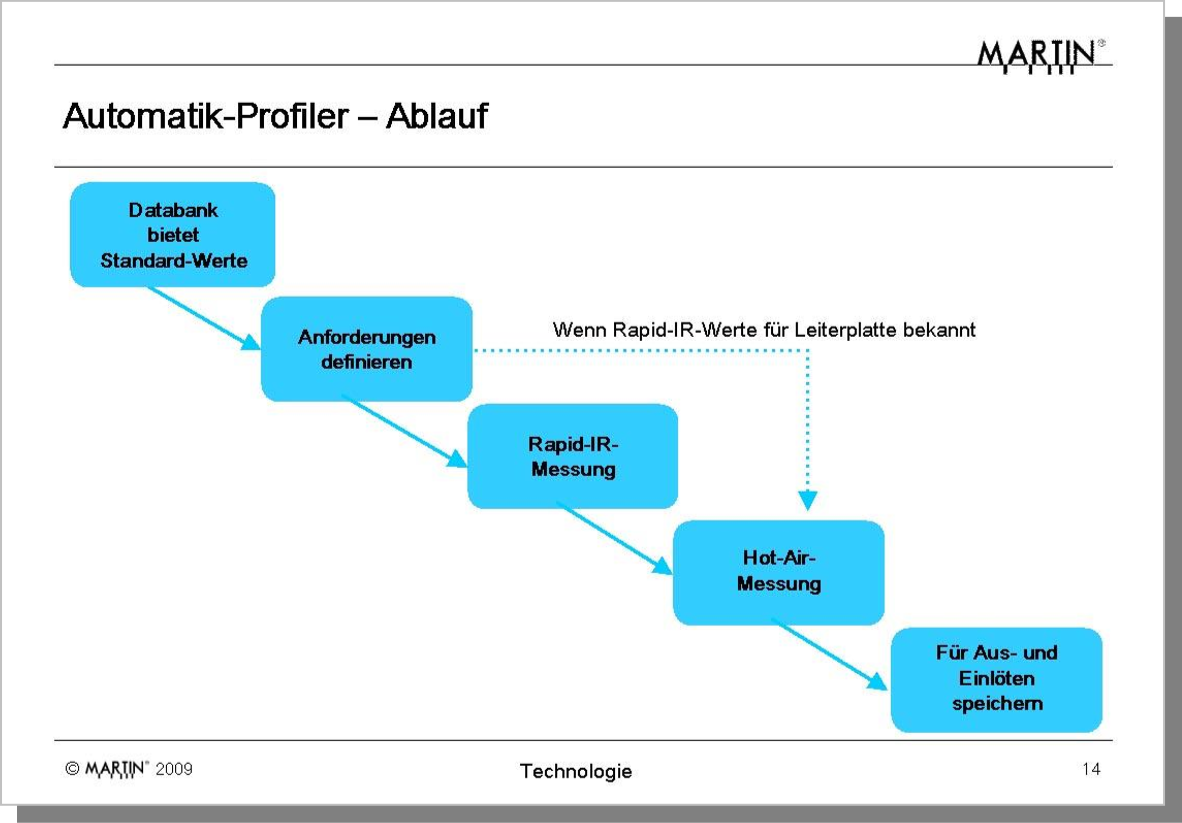 MARTIN®
Automatik-Profiler – Ablauf
Databank
bietet
Standard-Werte
Anforderungen
definieren
Wenn Rapid-IR-Werte für Leiterplatte bekannt
Rapid-IR-
Messung
Hot-Air-
Messung
Für Aus- und
Einlöten
speichern
© MARTIN® 2009
Technologie
14